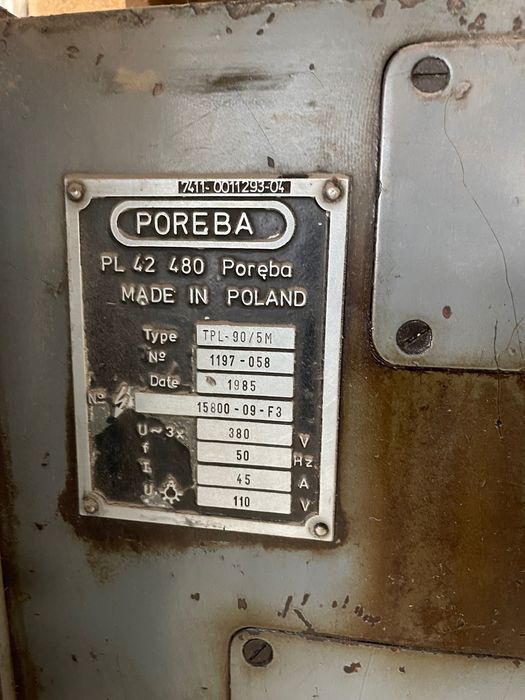 7411-0011293-04
PORĘBA
PL 42 480 Poręba
MADE IN POLAND
Type TPL-90/5M
Nº 1197-058
Date 1985
Nº 15800-09-F3
U~3x 380 V
f 50 Hz
I 45 A
U 110 V